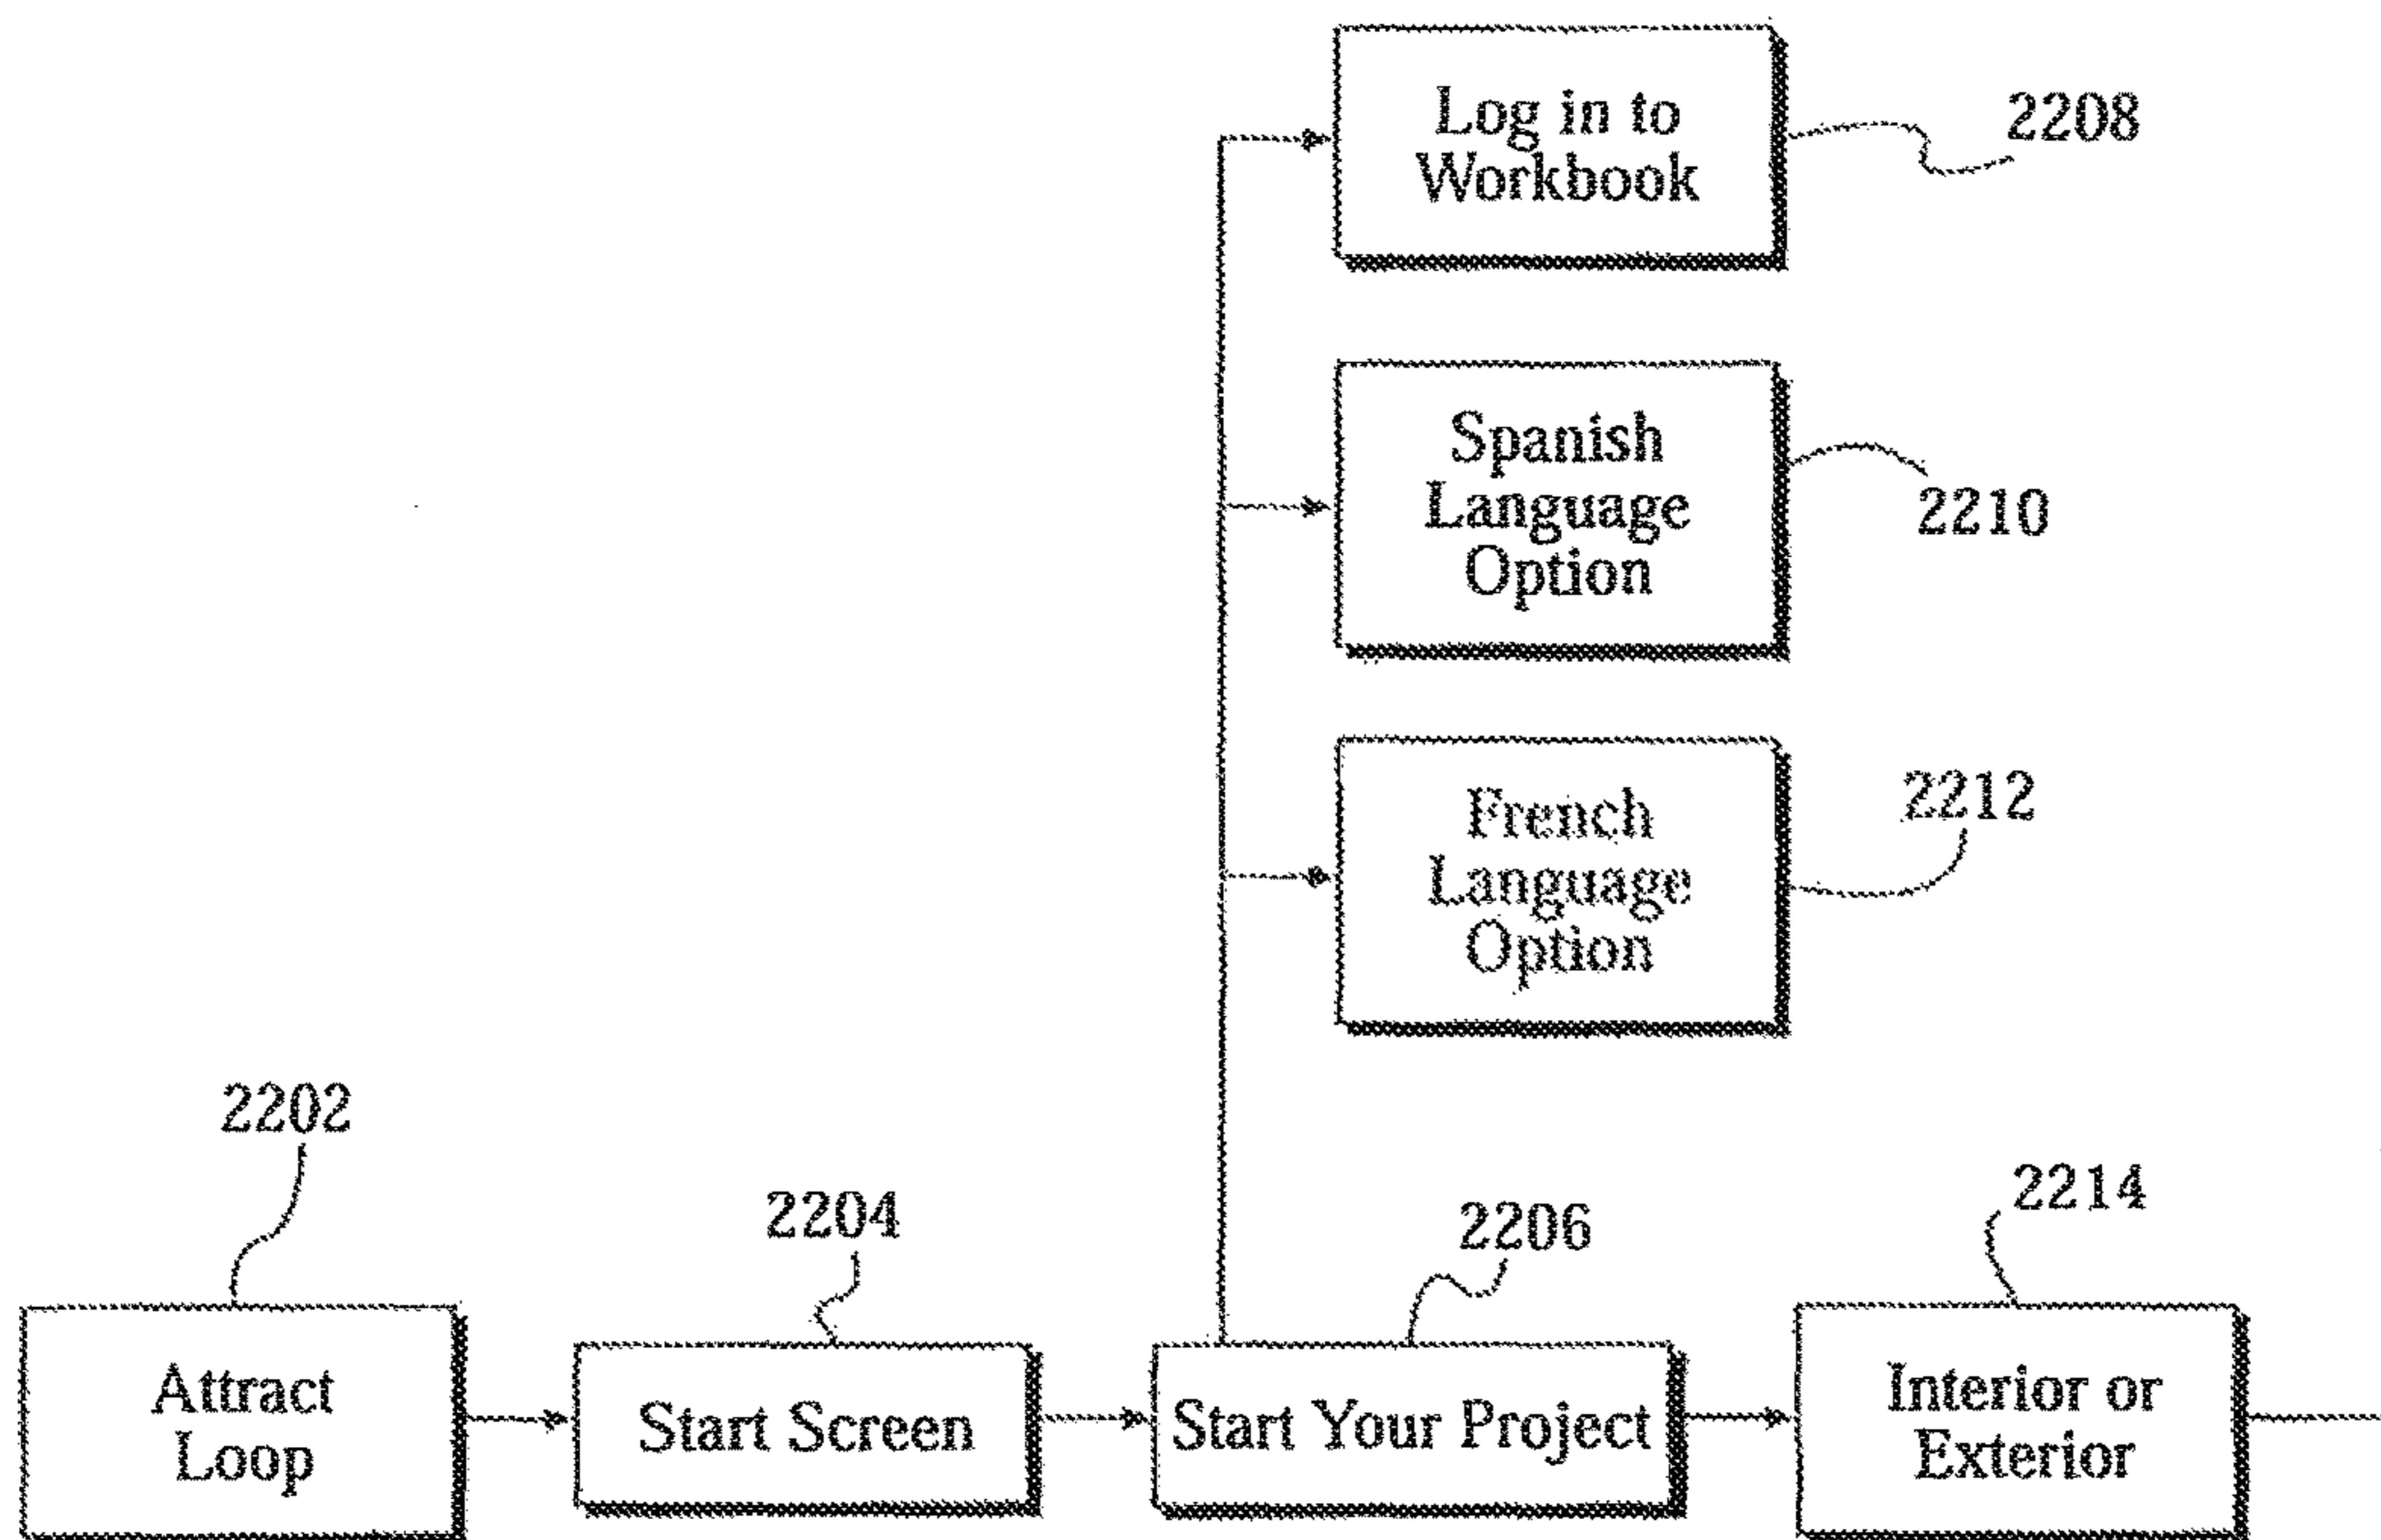 Log in to
Workbook
2208
Spanish
Language
Option
2210
French
Language
Option
2212
2202
2204
2206
2214
Attract
Loop
Start Screen
Start Your Project
Interior or
Exterior